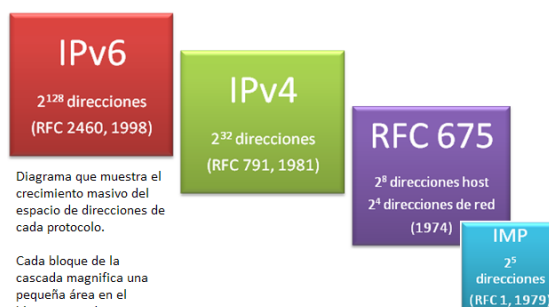 IPv6
2¹²⁸ direcciones
(RFC 2460, 1998)
IPv4
2³² direcciones
(RFC 791, 1981)
RFC 675
2⁸ direcciones host
2⁴ direcciones de red
(1974)
IMP
2⁵
direcciones
(RFC 1, 1979)
Diagrama que muestra el
crecimiento masivo del
espacio de direcciones de
cada protocolo.
Cada bloque de la
cascada magnifica una
pequeña área en el